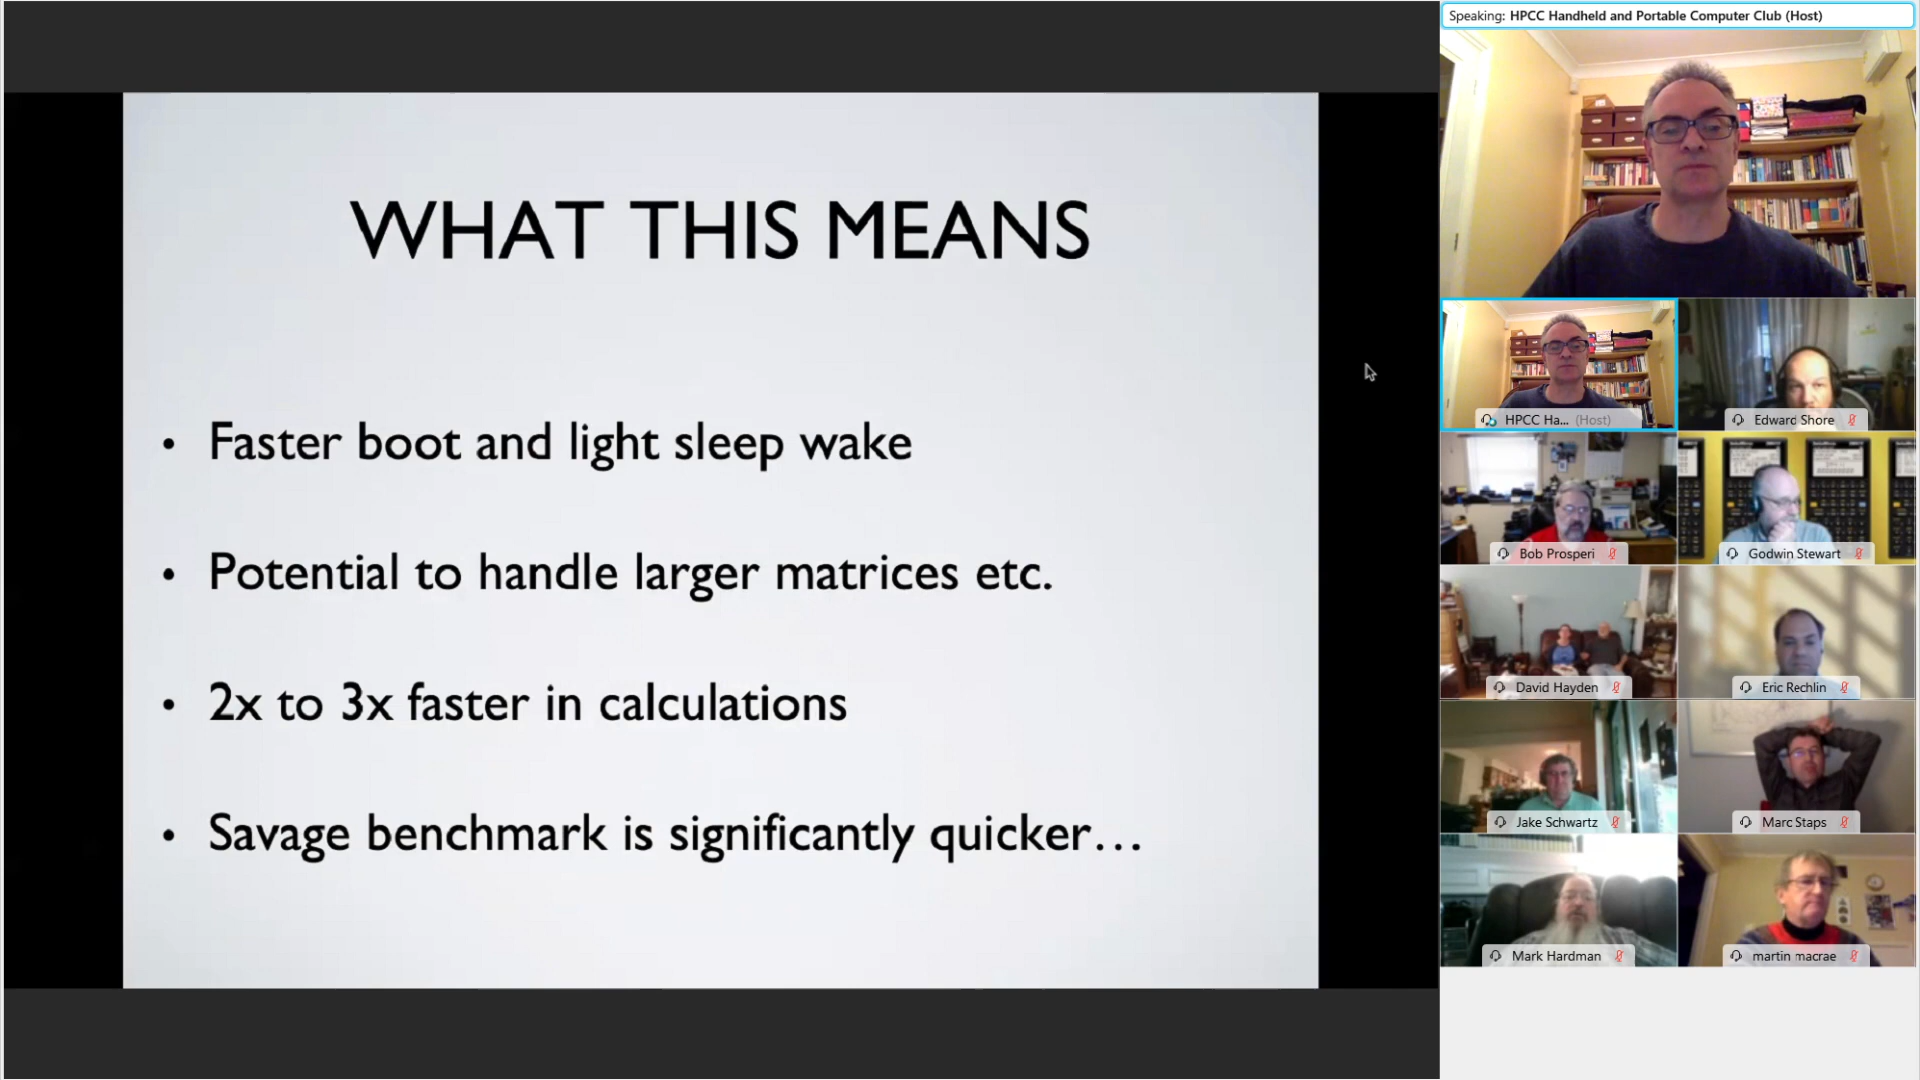 Speaking: HPCC Handheld and Portable Computer Club (Host)
WHAT THIS MEANS
• Faster boot and light sleep wake
• Potential to handle larger matrices etc.
• 2x to 3x faster in calculations
• Savage benchmark is significantly quicker…
HPCC Ha... (Host)
Edward Shore
Bob Prosperi
Godwin Stewart
David Hayden
Eric Rechlin
Jake Schwartz
Marc Staps
Mark Hardman
martin macrae